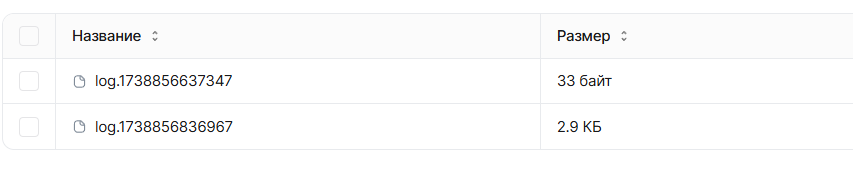 Название Размер
log.1738856637347 33 байт
log.1738856836967 2.9 КБ